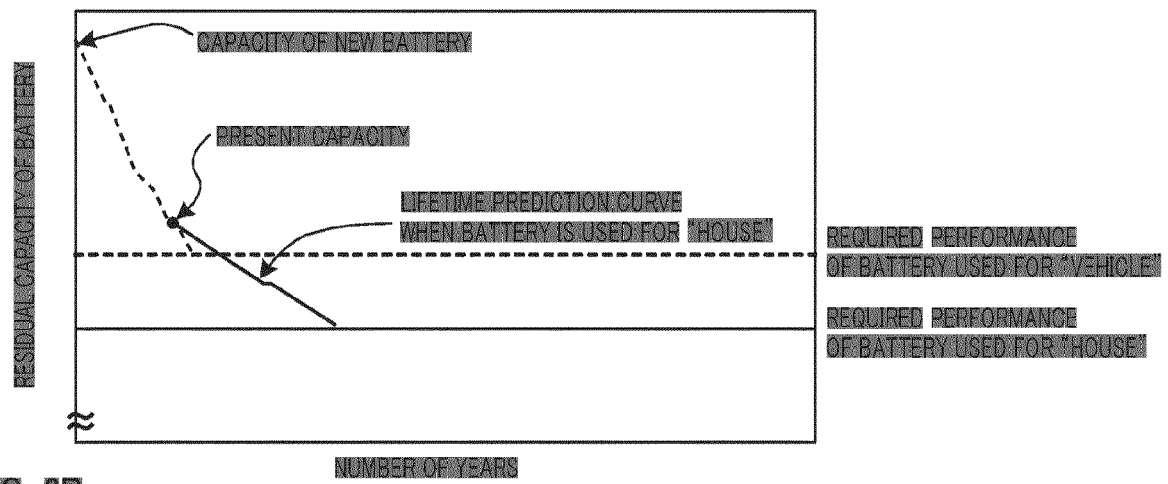 CAPACITY OF NEW BATTERY
PRESENT CAPACITY
LIFETIME PREDICTION CURVE
WHEN BATTERY IS USED FOR "HOUSE"
REQUIRED PERFORMANCE
OF BATTERY USED FOR "VEHICLE"
REQUIRED PERFORMANCE
OF BATTERY USED FOR "HOUSE"
RESIDUAL CAPACITY OF BATTERY
NUMBER OF YEARS